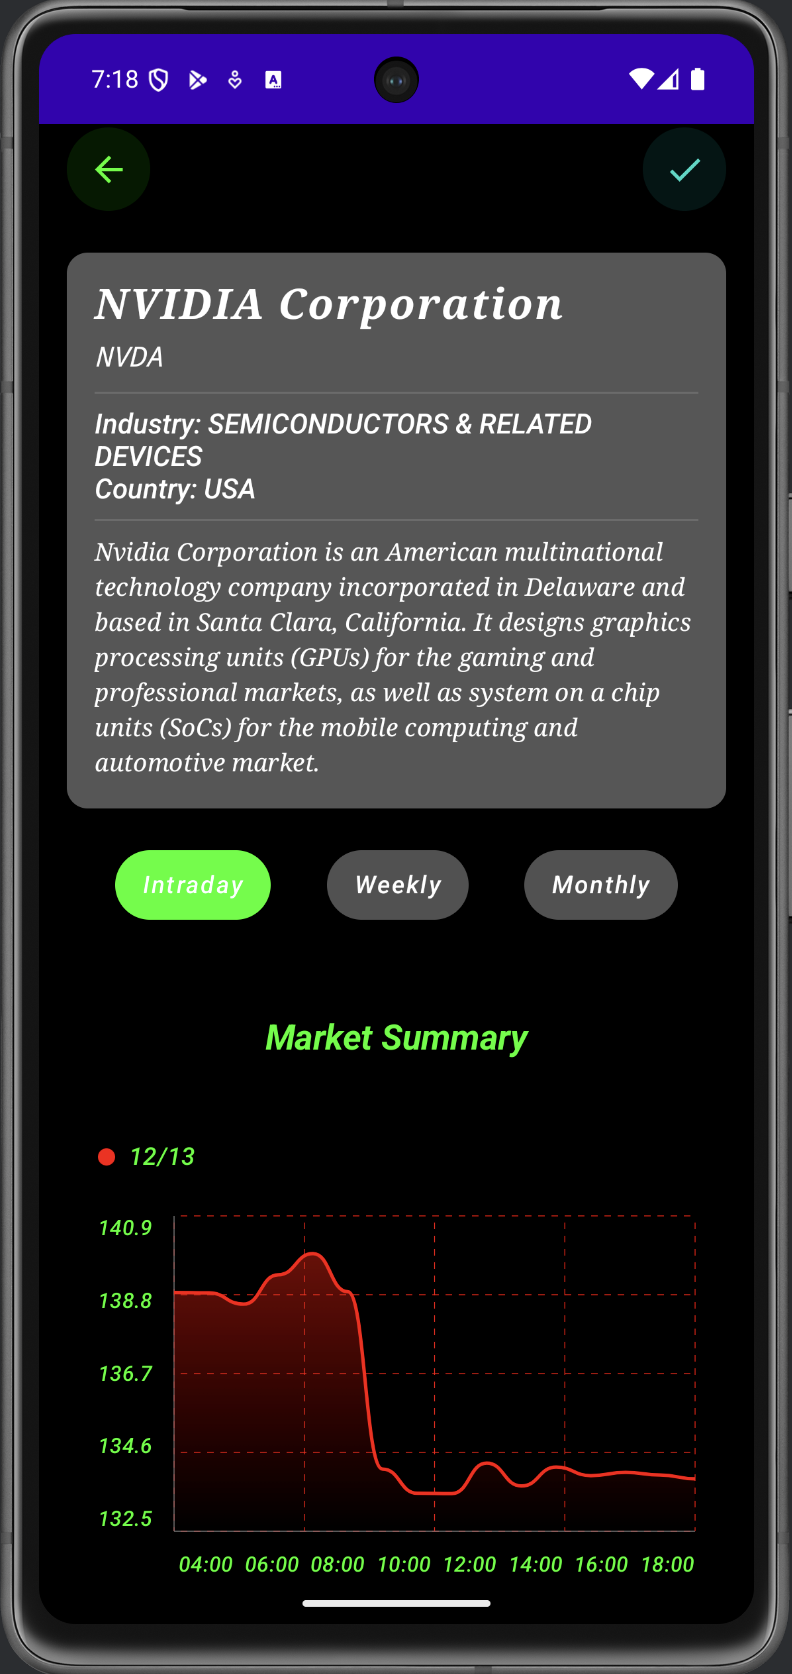 7:18
NVIDIA Corporation
NVDA
Industry: SEMICONDUCTORS & RELATED
DEVICES
Country: USA
Nvidia Corporation is an American multinational
technology company incorporated in Delaware and
based in Santa Clara, California. It designs graphics
processing units (GPUs) for the gaming and
professional markets, as well as system on a chip
units (SoCs) for the mobile computing and
automotive market.
Intraday Weekly Monthly
Market Summary
12/13
140.9
138.8
136.7
134.6
132.5
04:00 06:00 08:00 10:00 12:00 14:00 16:00 18:00